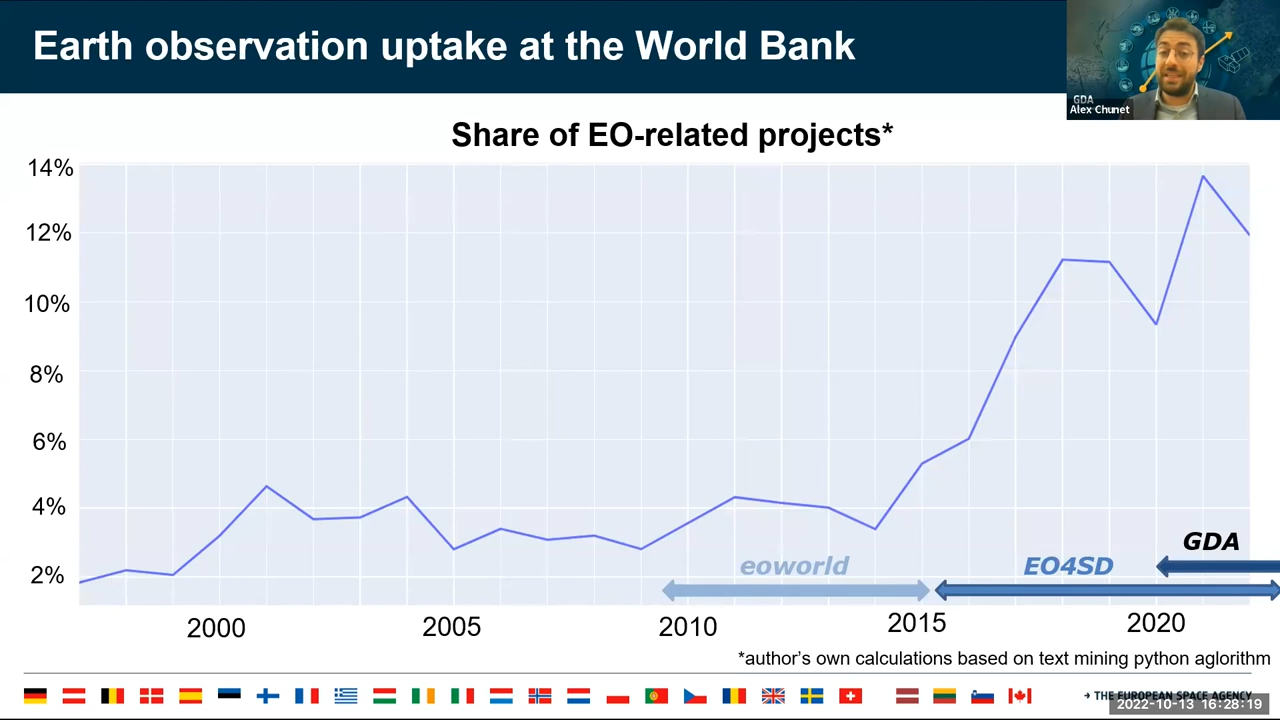 Earth observation uptake at the World Bank
GDA
Alex Chunet
Share of EO-related projects*
14%
12%
10%
8%
6%
4%
2%
GDA
eoworld
EO4SD
2000
2005
2010
2015
2020
*author's own calculations based on text mining python aglorithm
→ THE EUROPEAN SPACE AGENCY
2022-10-13 16:28:19